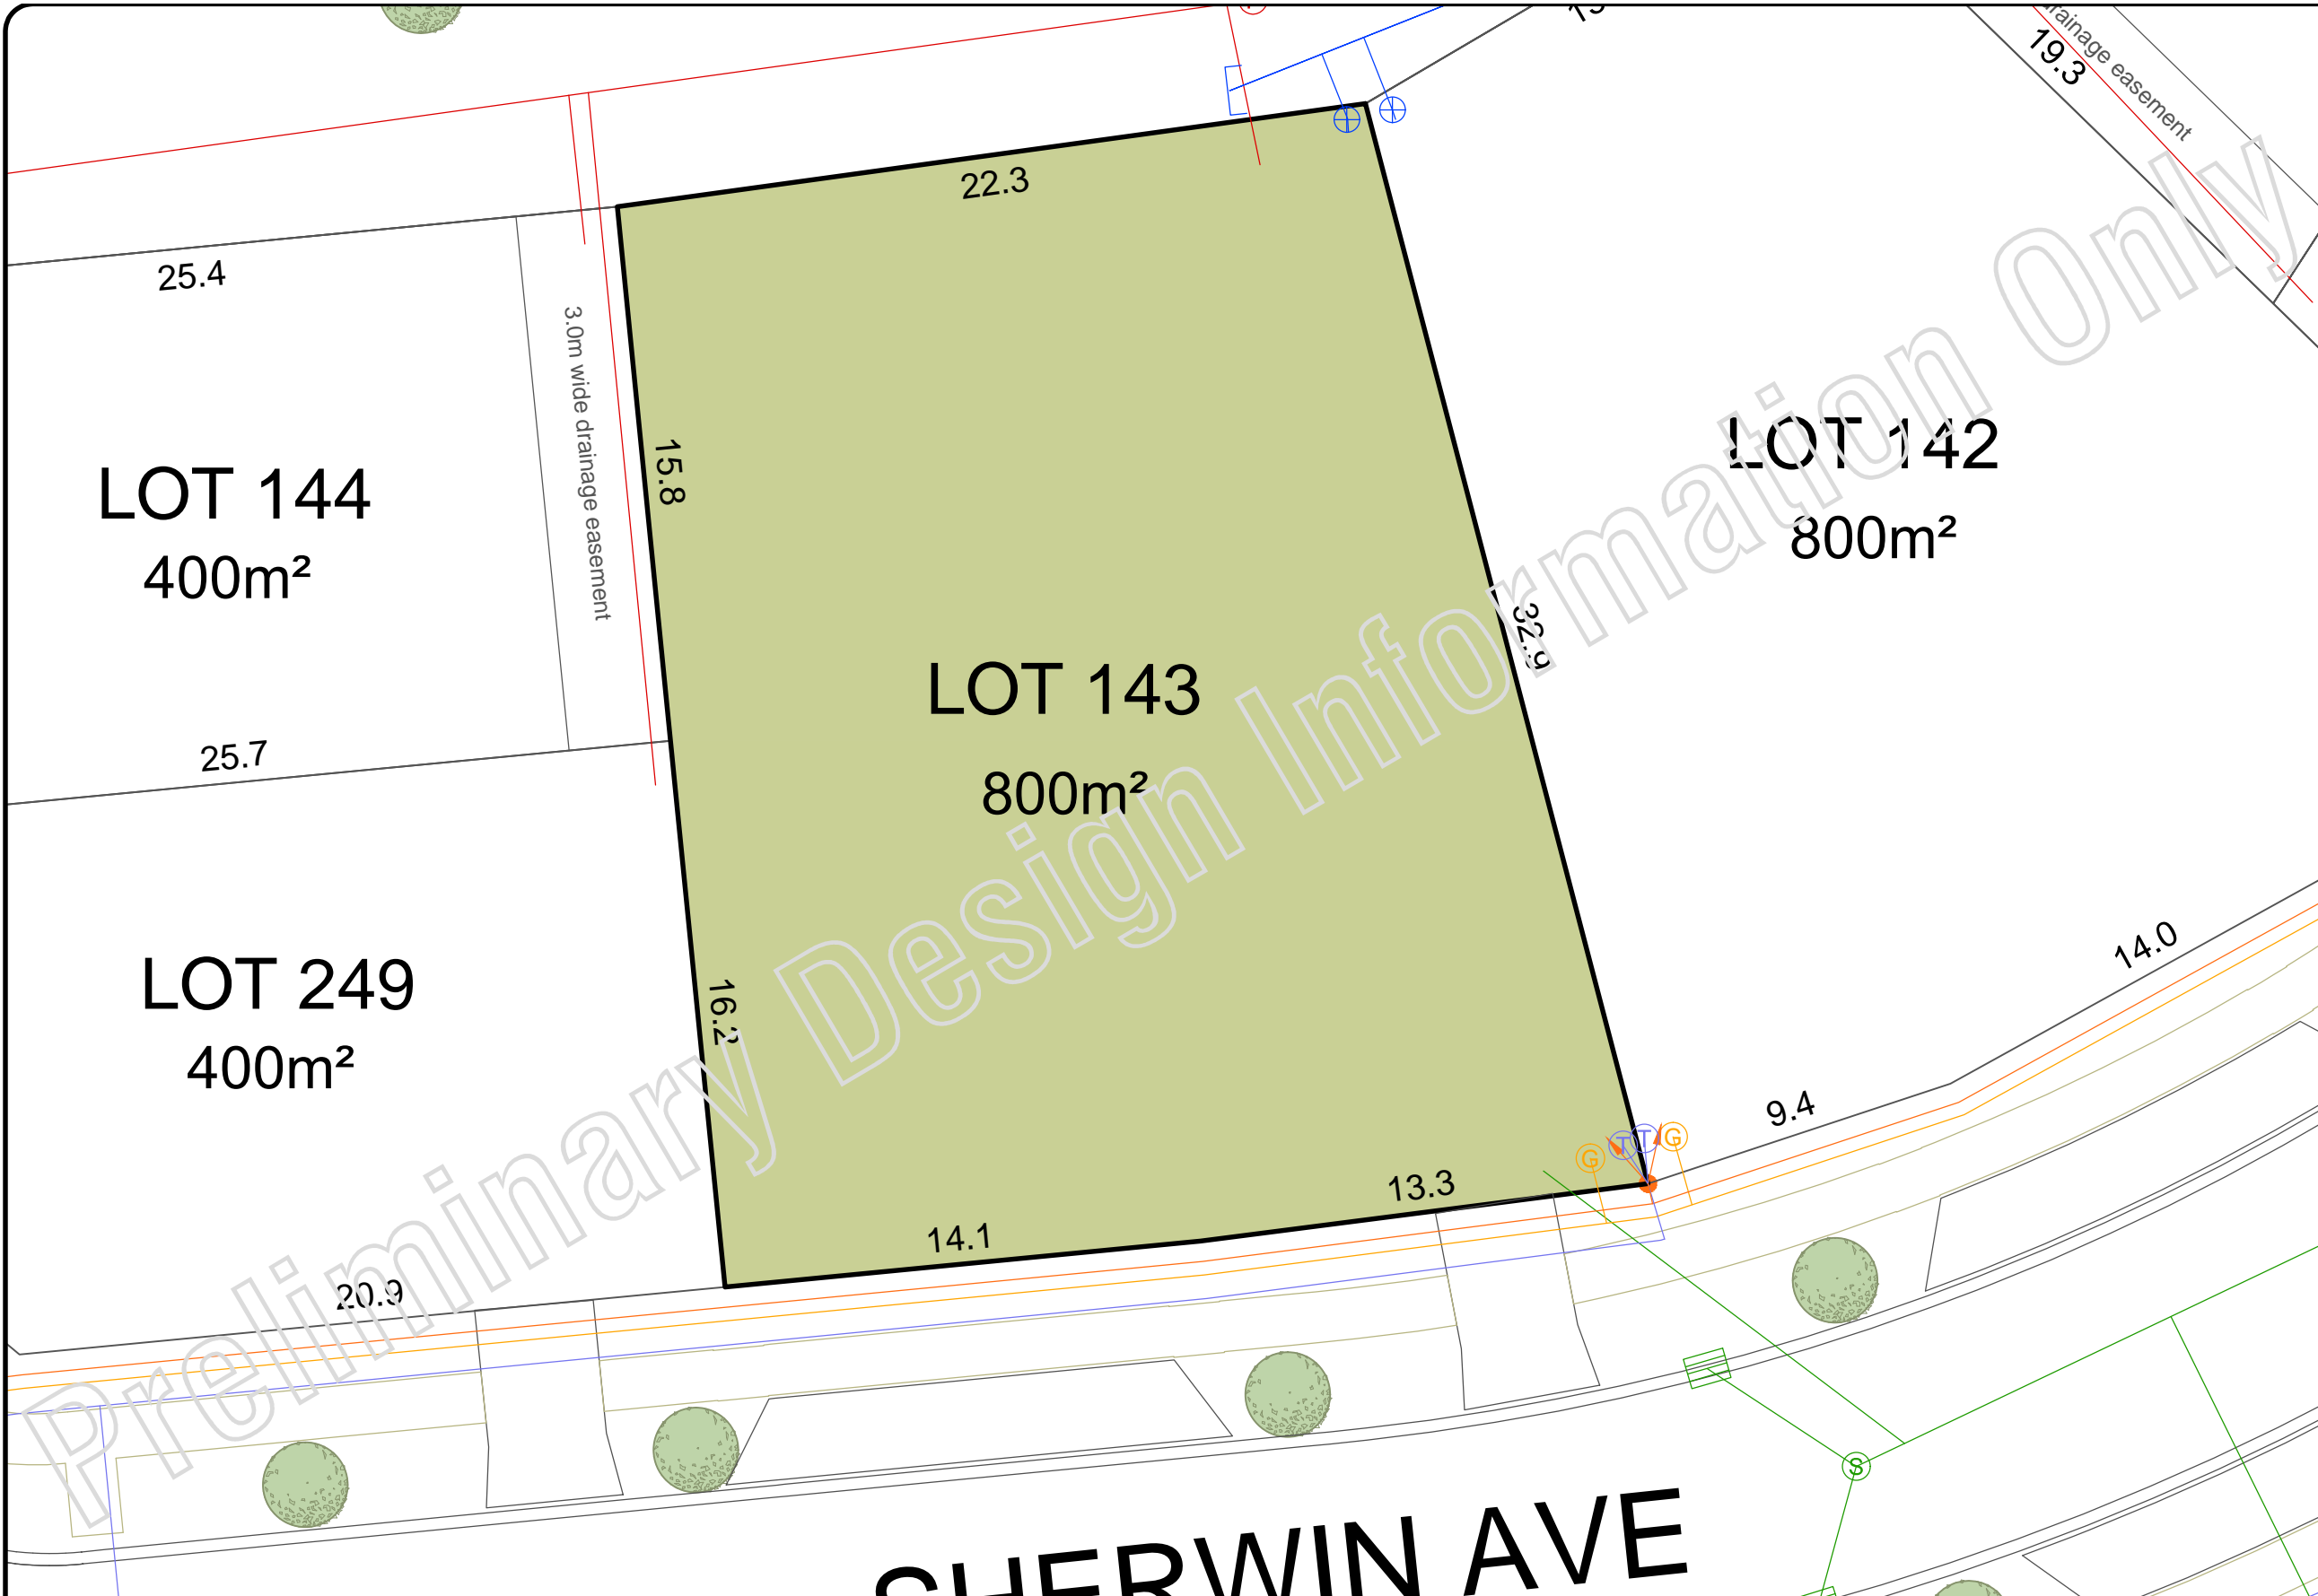 drainage easement
19.3
22.3
25.4
3.0m wide drainage easement
15.8
LOT 144
400m²
LOT 142
800m²
32.9
LOT 143
800m²
25.7
LOT 249
400m²
16.2
14.0
9.4
13.3
14.1
20.9
G
T
T
G
S
SHERWIN AVE
Preliminary Design Information Only